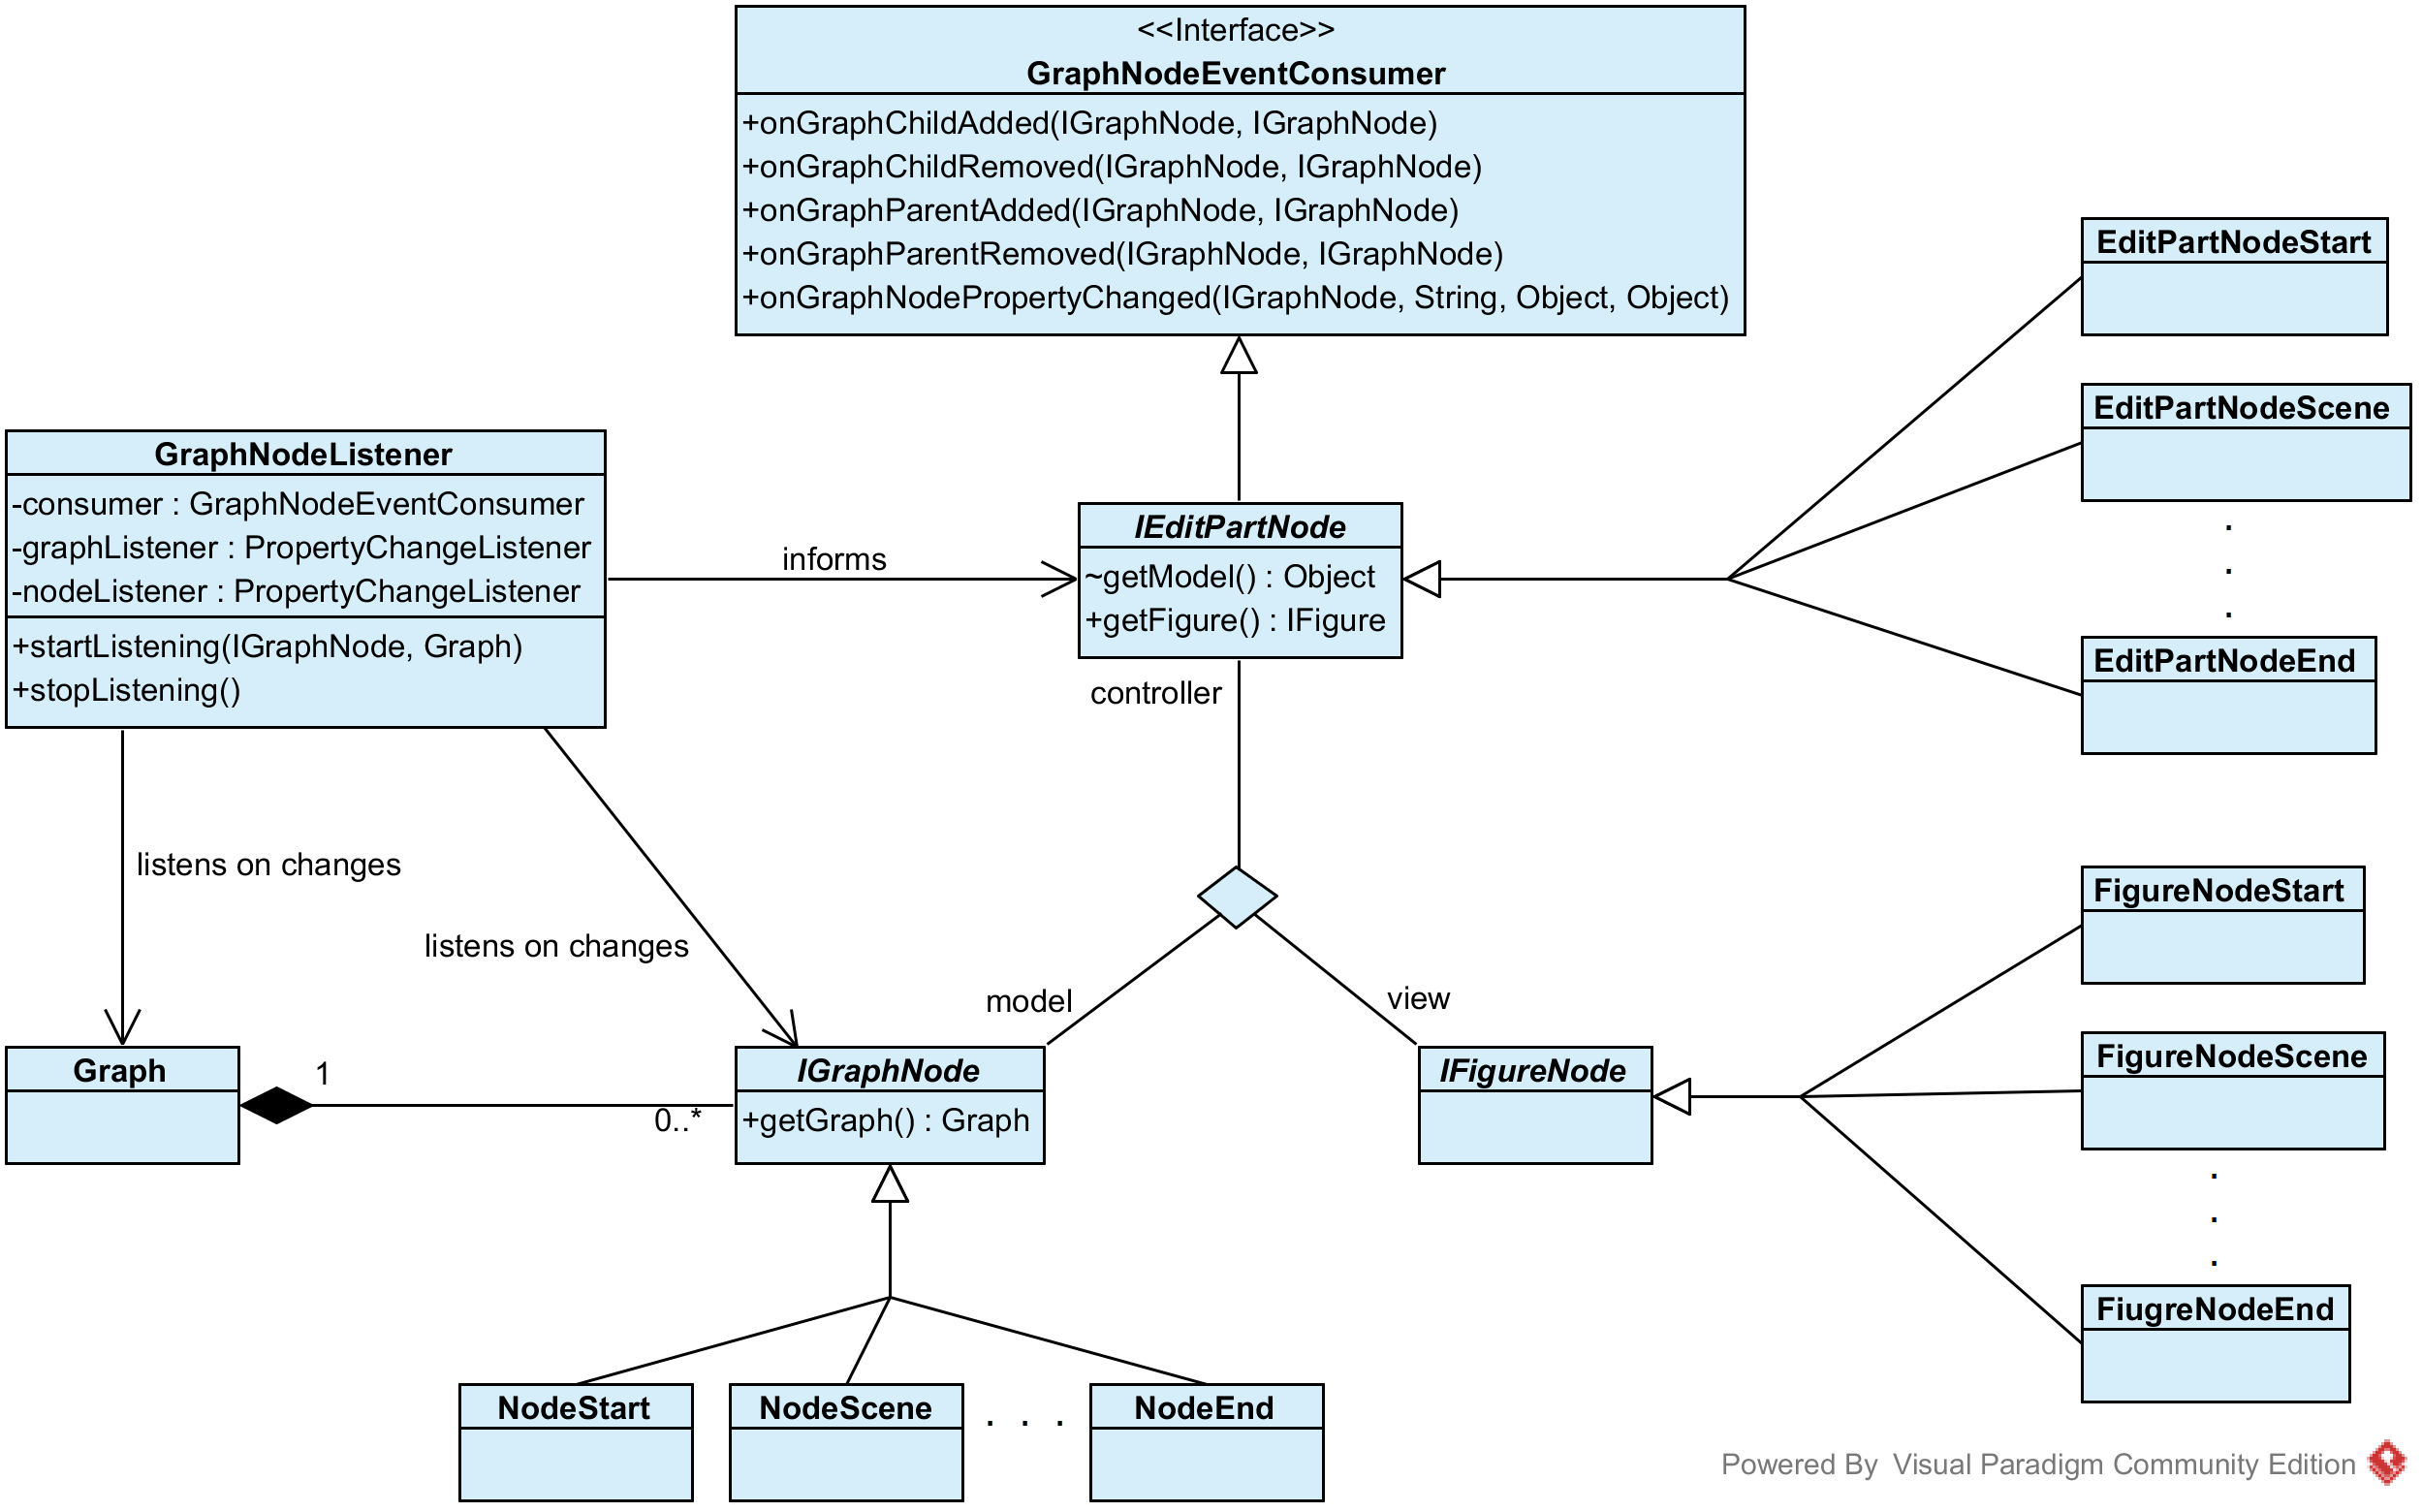 <<Interface>>
GraphNodeEventConsumer
+onGraphChildAdded(IGraphNode, IGraphNode)
+onGraphChildRemoved(IGraphNode, IGraphNode)
+onGraphParentAdded(IGraphNode, IGraphNode)
+onGraphParentRemoved(IGraphNode, IGraphNode)
+onGraphNodePropertyChanged(IGraphNode, String, Object, Object)
EditPartNodeStart
EditPartNodeScene
.
.
.
EditPartNodeEnd
GraphNodeListener
-consumer : GraphNodeEventConsumer
-graphListener : PropertyChangeListener
-nodeListener : PropertyChangeListener
+startListening(IGraphNode, Graph)
+stopListening()
informs
IEditPartNode
~getModel() : Object
+getFigure() : IFigure
controller
listens on changes
listens on changes
model
view
Graph
1
0..*
IGraphNode
+getGraph() : Graph
IFigureNode
FigureNodeStart
FigureNodeScene
.
.
.
FiugreNodeEnd
NodeStart
NodeScene
. . .
NodeEnd
Powered By Visual Paradigm Community Edition